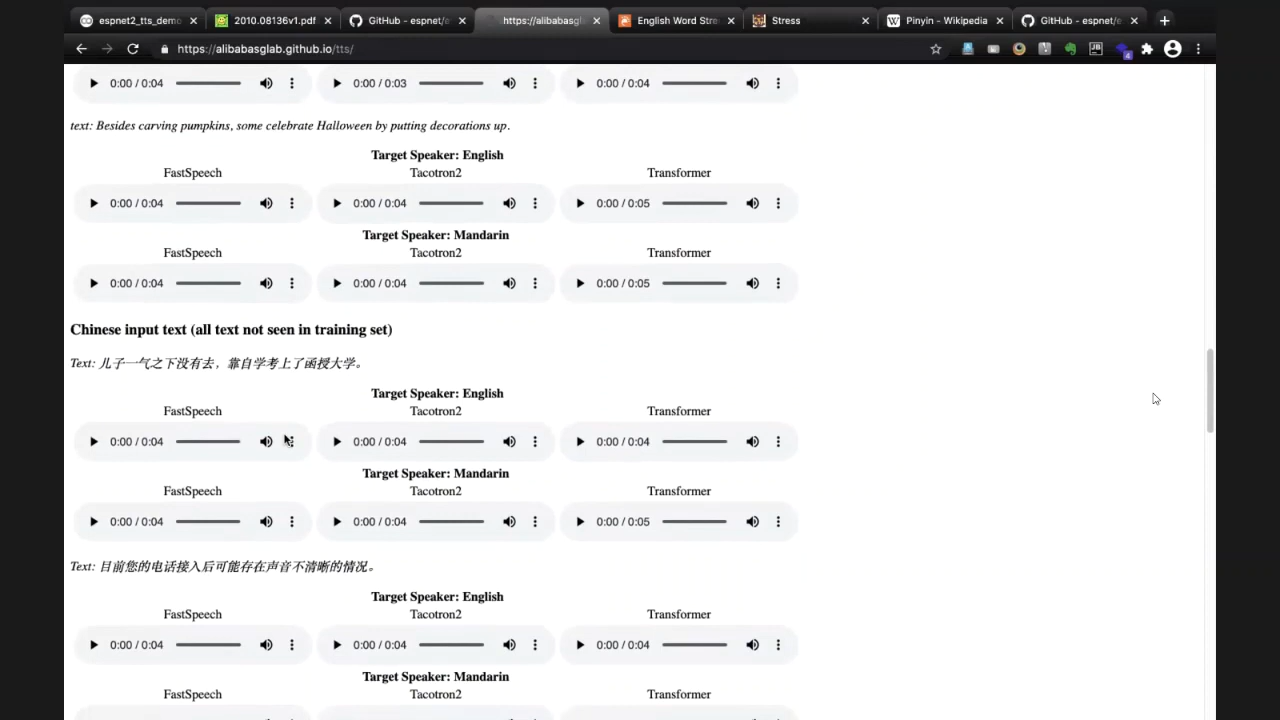 espnet2_tts_demo
2010.08136v1.pdf
GitHub - espnet/e
https://alibabasgl
English Word Stre
Stress
Pinyin - Wikipedia
GitHub - espnet/e
https://alibabasglab.github.io/tts/
0:00 / 0:04 0:00 / 0:03 0:00 / 0:04
text: Besides carving pumpkins, some celebrate Halloween by putting decorations up.
Target Speaker: English
FastSpeech Tacotron2 Transformer
0:00 / 0:04 0:00 / 0:04 0:00 / 0:05
Target Speaker: Mandarin
FastSpeech Tacotron2 Transformer
0:00 / 0:04 0:00 / 0:04 0:00 / 0:05
Chinese input text (all text not seen in training set)
Text: 儿子一气之下没有去，靠自学考上了函授大学。
Target Speaker: English
FastSpeech Tacotron2 Transformer
0:00 / 0:04 0:00 / 0:04 0:00 / 0:04
Target Speaker: Mandarin
FastSpeech Tacotron2 Transformer
0:00 / 0:04 0:00 / 0:04 0:00 / 0:05
Text: 目前您的电话接入后可能存在声音不清晰的情况。
Target Speaker: English
FastSpeech Tacotron2 Transformer
0:00 / 0:04 0:00 / 0:04 0:00 / 0:04
Target Speaker: Mandarin
FastSpeech Tacotron2 Transformer